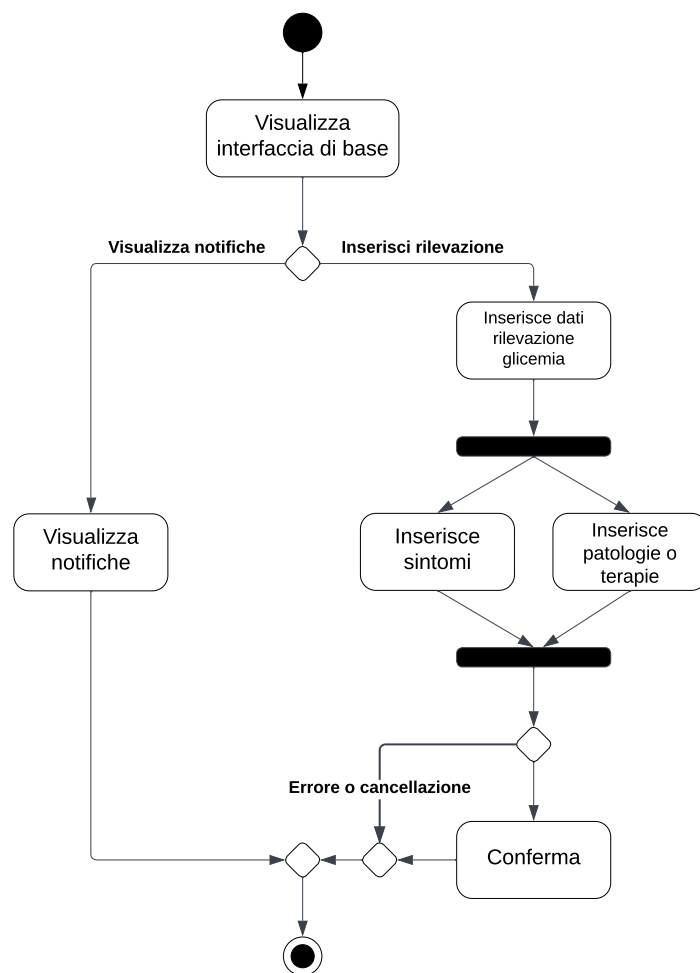 Visualizza
interfaccia di base
Visualizza notifiche
Inserisci rilevazione
Inserisce dati
rilevazione
glicemia
Visualizza
notifiche
Inserisce
sintomi
Inserisce
patologie o
terapie
Errore o cancellazione
Conferma